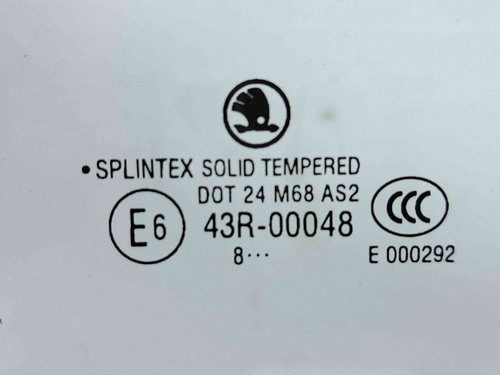 • SPLINTEX SOLID TEMPERED
DOT 24 M68 AS2
E6 43R-00048 CCC
8••• E 000292